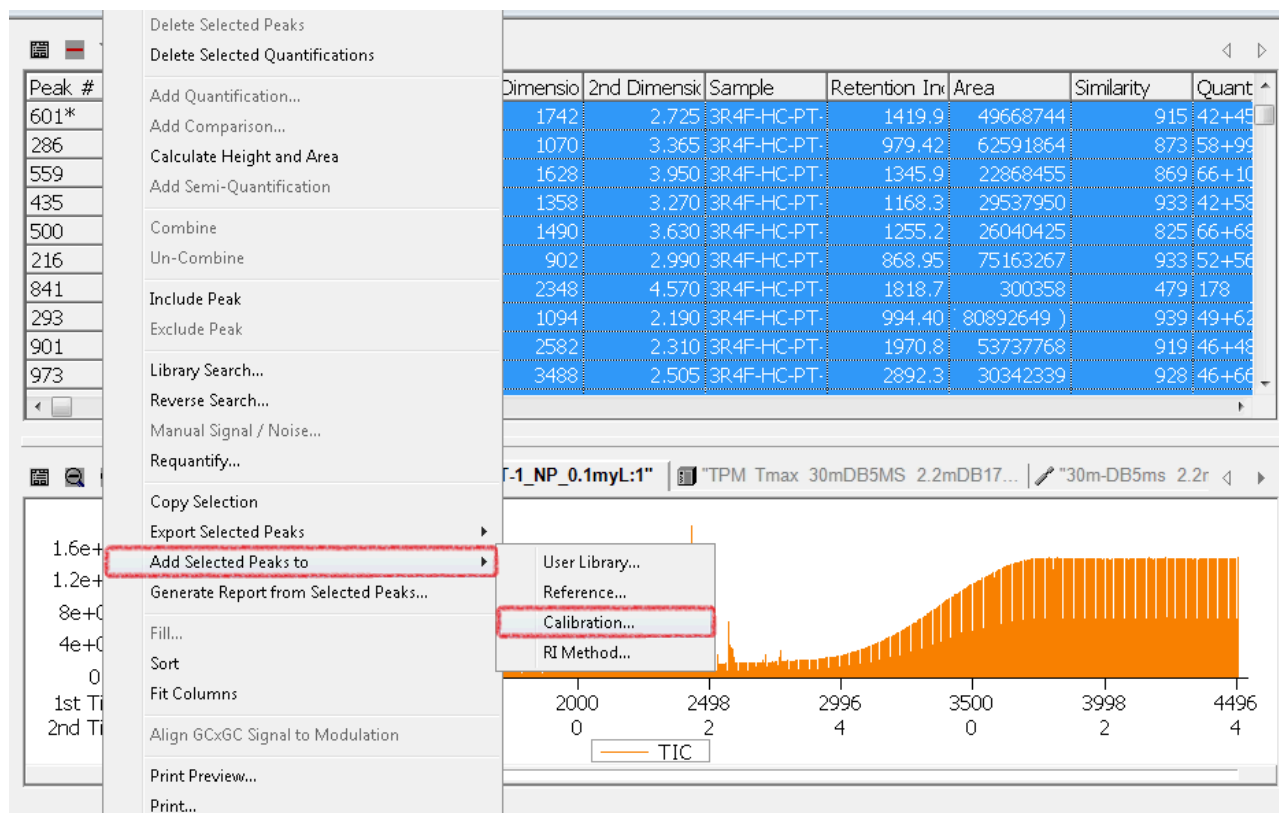 Delete Selected Peaks
Delete Selected Quantifications
Add Quantification...
Add Comparison...
Calculate Height and Area
Add Semi-Quantification
Combine
Un-Combine
Include Peak
Exclude Peak
Library Search...
Reverse Search...
Manual Signal / Noise...
Requantify...
Copy Selection
Export Selected Peaks
Add Selected Peaks to
Generate Report from Selected Peaks...
Fill...
Sort
Fit Columns
Align GCxGC Signal to Modulation
Print Preview...
Print...
User Library...
Reference...
Calibration...
RI Method...
Peak # Dimensio 2nd Dimensic Sample Retention In Area Similarity Quant
601* 1742 2.725 3R4F-HC-PT- 1419.9 49668744 915 42+45
286 1070 3.365 3R4F-HC-PT- 979.42 62591864 873 58+99
559 1628 3.950 3R4F-HC-PT- 1345.9 22868455 869 66+10
435 1358 3.270 3R4F-HC-PT- 1168.3 29537950 933 42+58
500 1490 3.630 3R4F-HC-PT- 1255.2 26040425 825 66+68
216 902 2.990 3R4F-HC-PT- 868.95 75163267 933 52+56
841 2348 4.570 3R4F-HC-PT- 1818.7 300358 479 178
293 1094 2.190 3R4F-HC-PT- 994.40 ( 80892649 ) 939 49+62
901 2582 2.310 3R4F-HC-PT- 1970.8 53737768 919 46+48
973 3488 2.505 3R4F-HC-PT- 2892.3 30342339 928 46+66
T-1_NP_0.1myL:1" "TPM Tmax 30mDB5MS 2.2mDB17... "30m-DB5ms 2.2r
1.6e+
1.2e+
8e+0
4e+0
0
1st Ti 2000 2498 2996 3500 3998 4496
2nd Ti 0 2 4 0 2 4
TIC